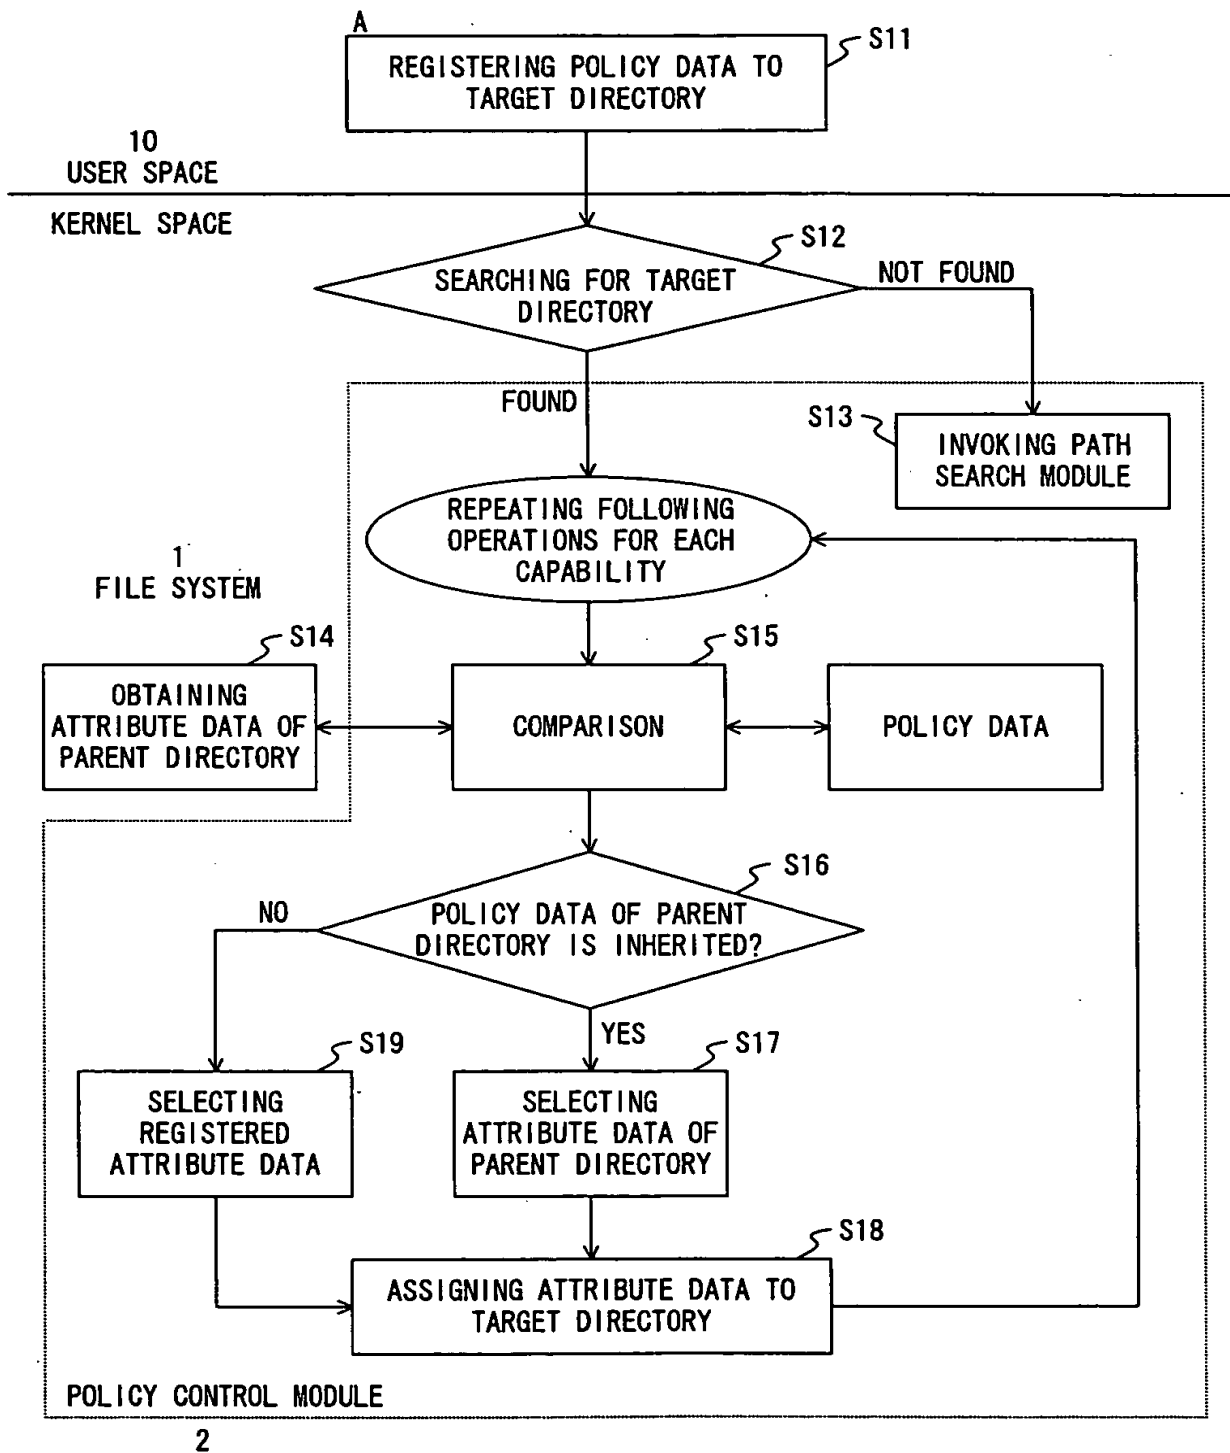 A
S11
REGISTERING POLICY DATA TO
TARGET DIRECTORY
10
USER SPACE
KERNEL SPACE
S12
SEARCHING FOR TARGET
DIRECTORY
NOT FOUND
FOUND
S13
INVOKING PATH
SEARCH MODULE
REPEATING FOLLOWING
OPERATIONS FOR EACH
CAPABILITY
1
FILE SYSTEM
S14
OBTAINING
ATTRIBUTE DATA OF
PARENT DIRECTORY
S15
COMPARISON
POLICY DATA
S16
POLICY DATA OF PARENT
DIRECTORY IS INHERITED?
NO
YES
S19
SELECTING
REGISTERED
ATTRIBUTE DATA
S17
SELECTING
ATTRIBUTE DATA OF
PARENT DIRECTORY
S18
ASSIGNING ATTRIBUTE DATA TO
TARGET DIRECTORY
POLICY CONTROL MODULE
2